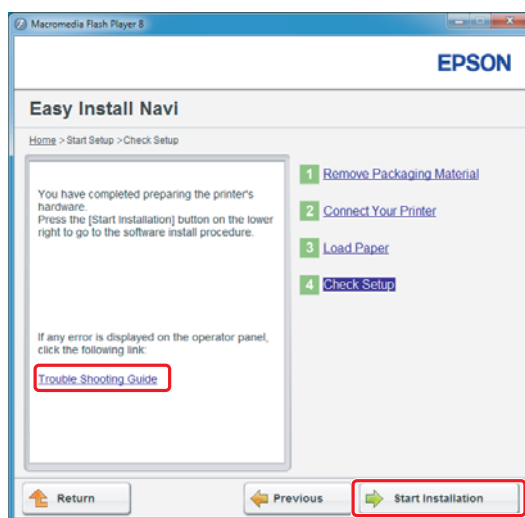 Macromedia Flash Player 8
EPSON
Easy Install Navi
Home > Start Setup >Check Setup
You have completed preparing the printer's
hardware.
Press the [Start Installation] button on the lower
right to go to the software install procedure.
If any error is displayed on the operator panel,
click the following link:
Trouble Shooting Guide
1 Remove Packaging Material
2 Connect Your Printer
3 Load Paper
4 Check Setup
Return
Previous
Start Installation